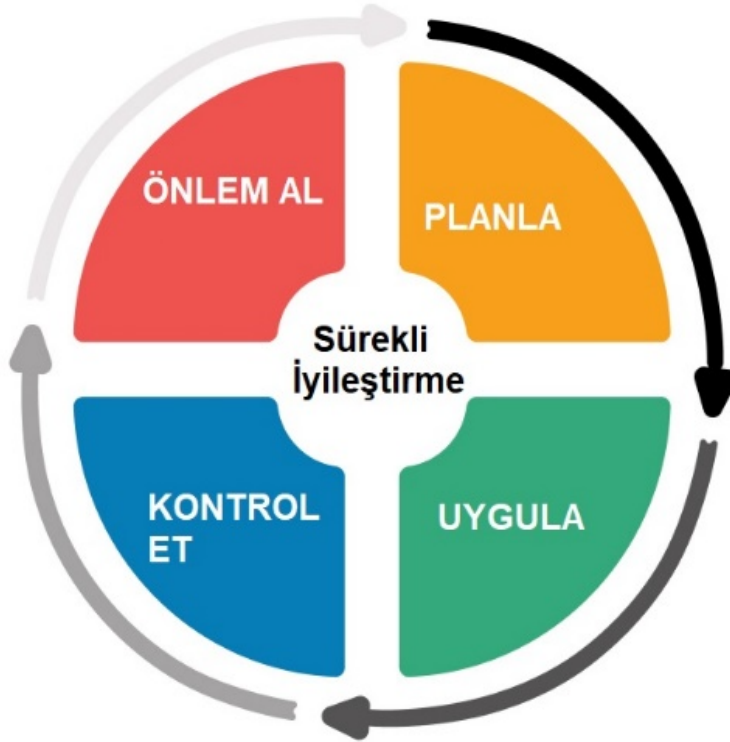 ÖNLEM AL
PLANLA
Sürekli
İyileştirme
KONTROL
ET
UYGULA